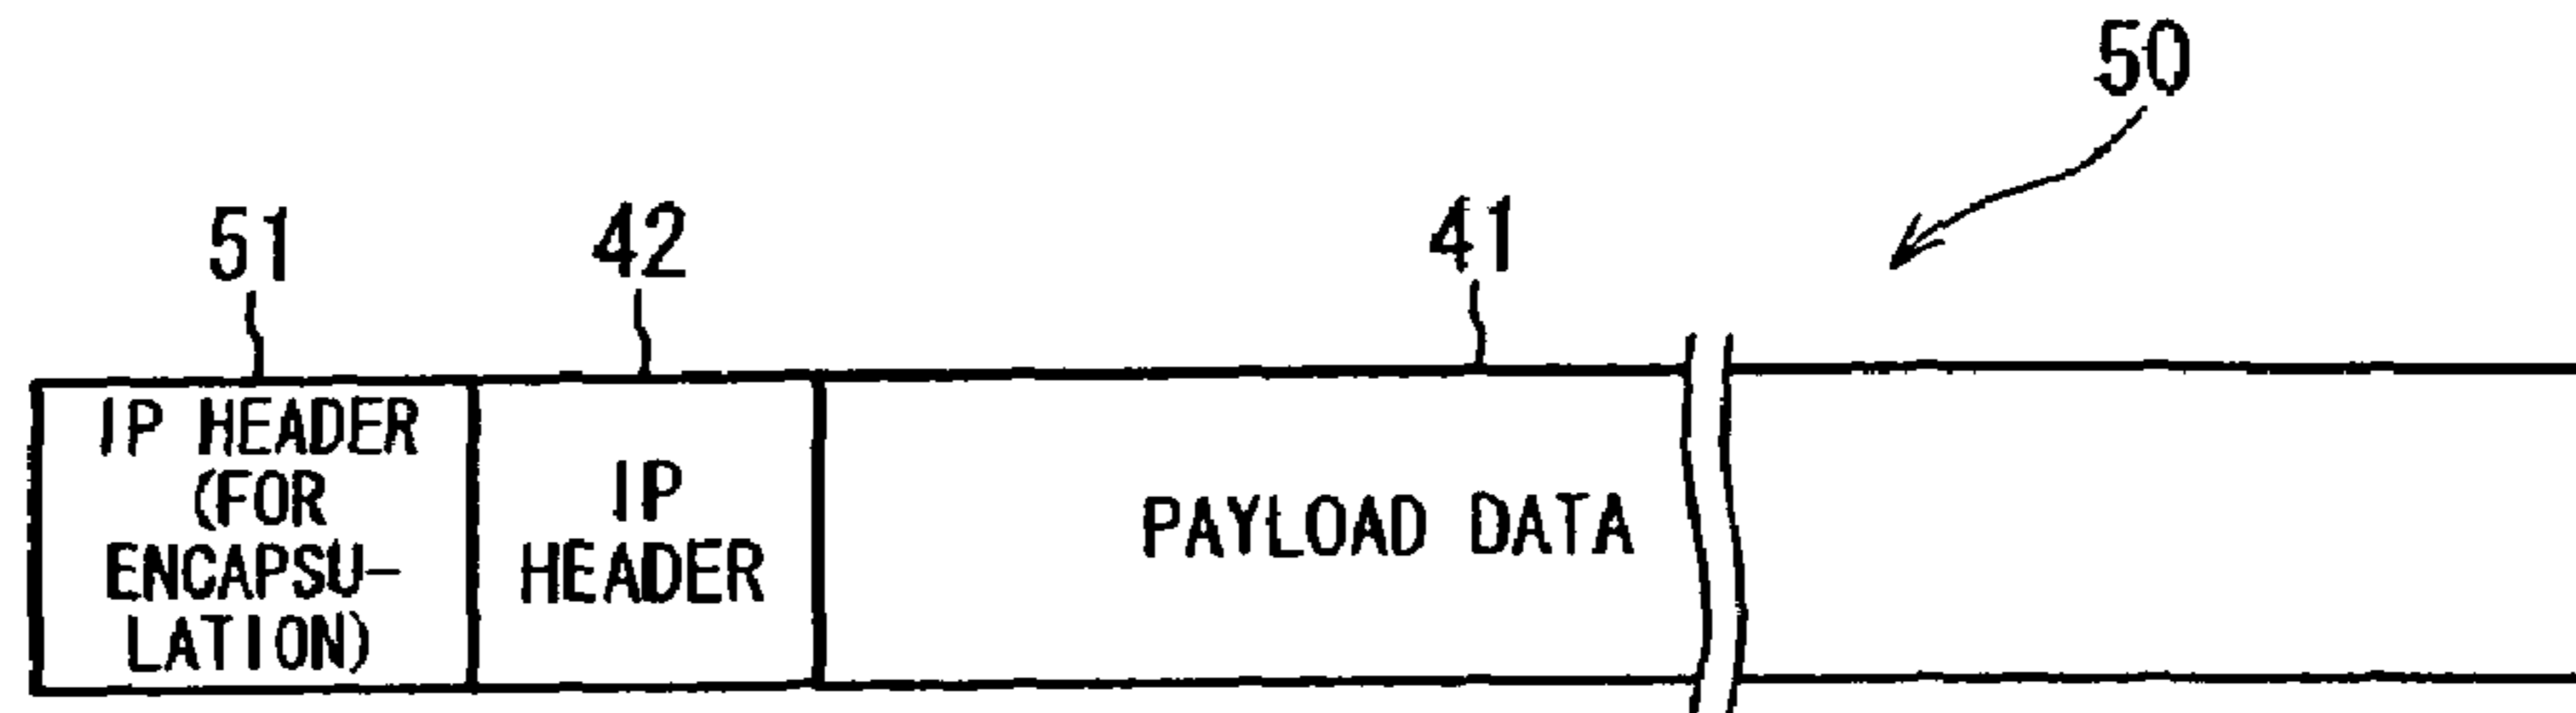 50
51
42
41
IP HEADER
(FOR
ENCAPSU-
LATION)
IP
HEADER
PAYLOAD DATA